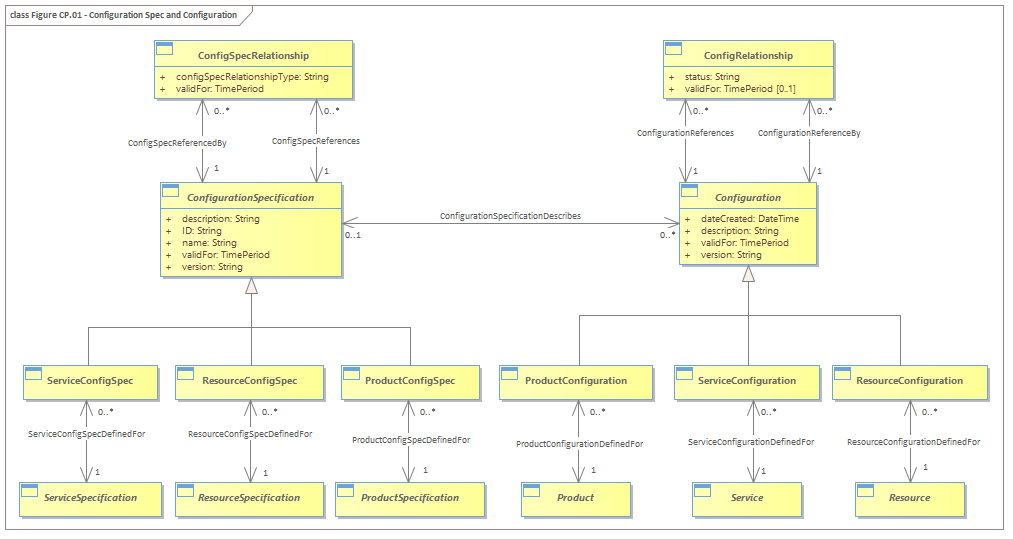 class Figure CP.01 - Configuration Spec and Configuration
ConfigSpecRelationship
+ configSpecRelationshipType: String
+ validFor: TimePeriod
ConfigRelationship
+ status: String
+ validFor: TimePeriod [0..1]
0..*
0..*
0..*
0..*
ConfigSpecReferencedBy
ConfigSpecReferences
ConfigurationReferences
ConfigurationReferenceBy
1
1
1
1
ConfigurationSpecification
+ description: String
+ ID: String
+ name: String
+ validFor: TimePeriod
+ version: String
ConfigurationSpecificationDescribes
0..1
0..*
Configuration
+ dateCreated: DateTime
+ description: String
+ validFor: TimePeriod
+ version: String
ServiceConfigSpec
ResourceConfigSpec
ProductConfigSpec
ProductConfiguration
ServiceConfiguration
ResourceConfiguration
0..*
0..*
0..*
0..*
0..*
0..*
ServiceConfigSpecDefinedFor
ResourceConfigSpecDefinedFor
ProductConfigSpecDefinedFor
ProductConfigurationDefinedFor
ServiceConfigurationDefinedFor
ResourceConfigurationDefinedFor
1
1
1
1
1
1
ServiceSpecification
ResourceSpecification
ProductSpecification
Product
Service
Resource